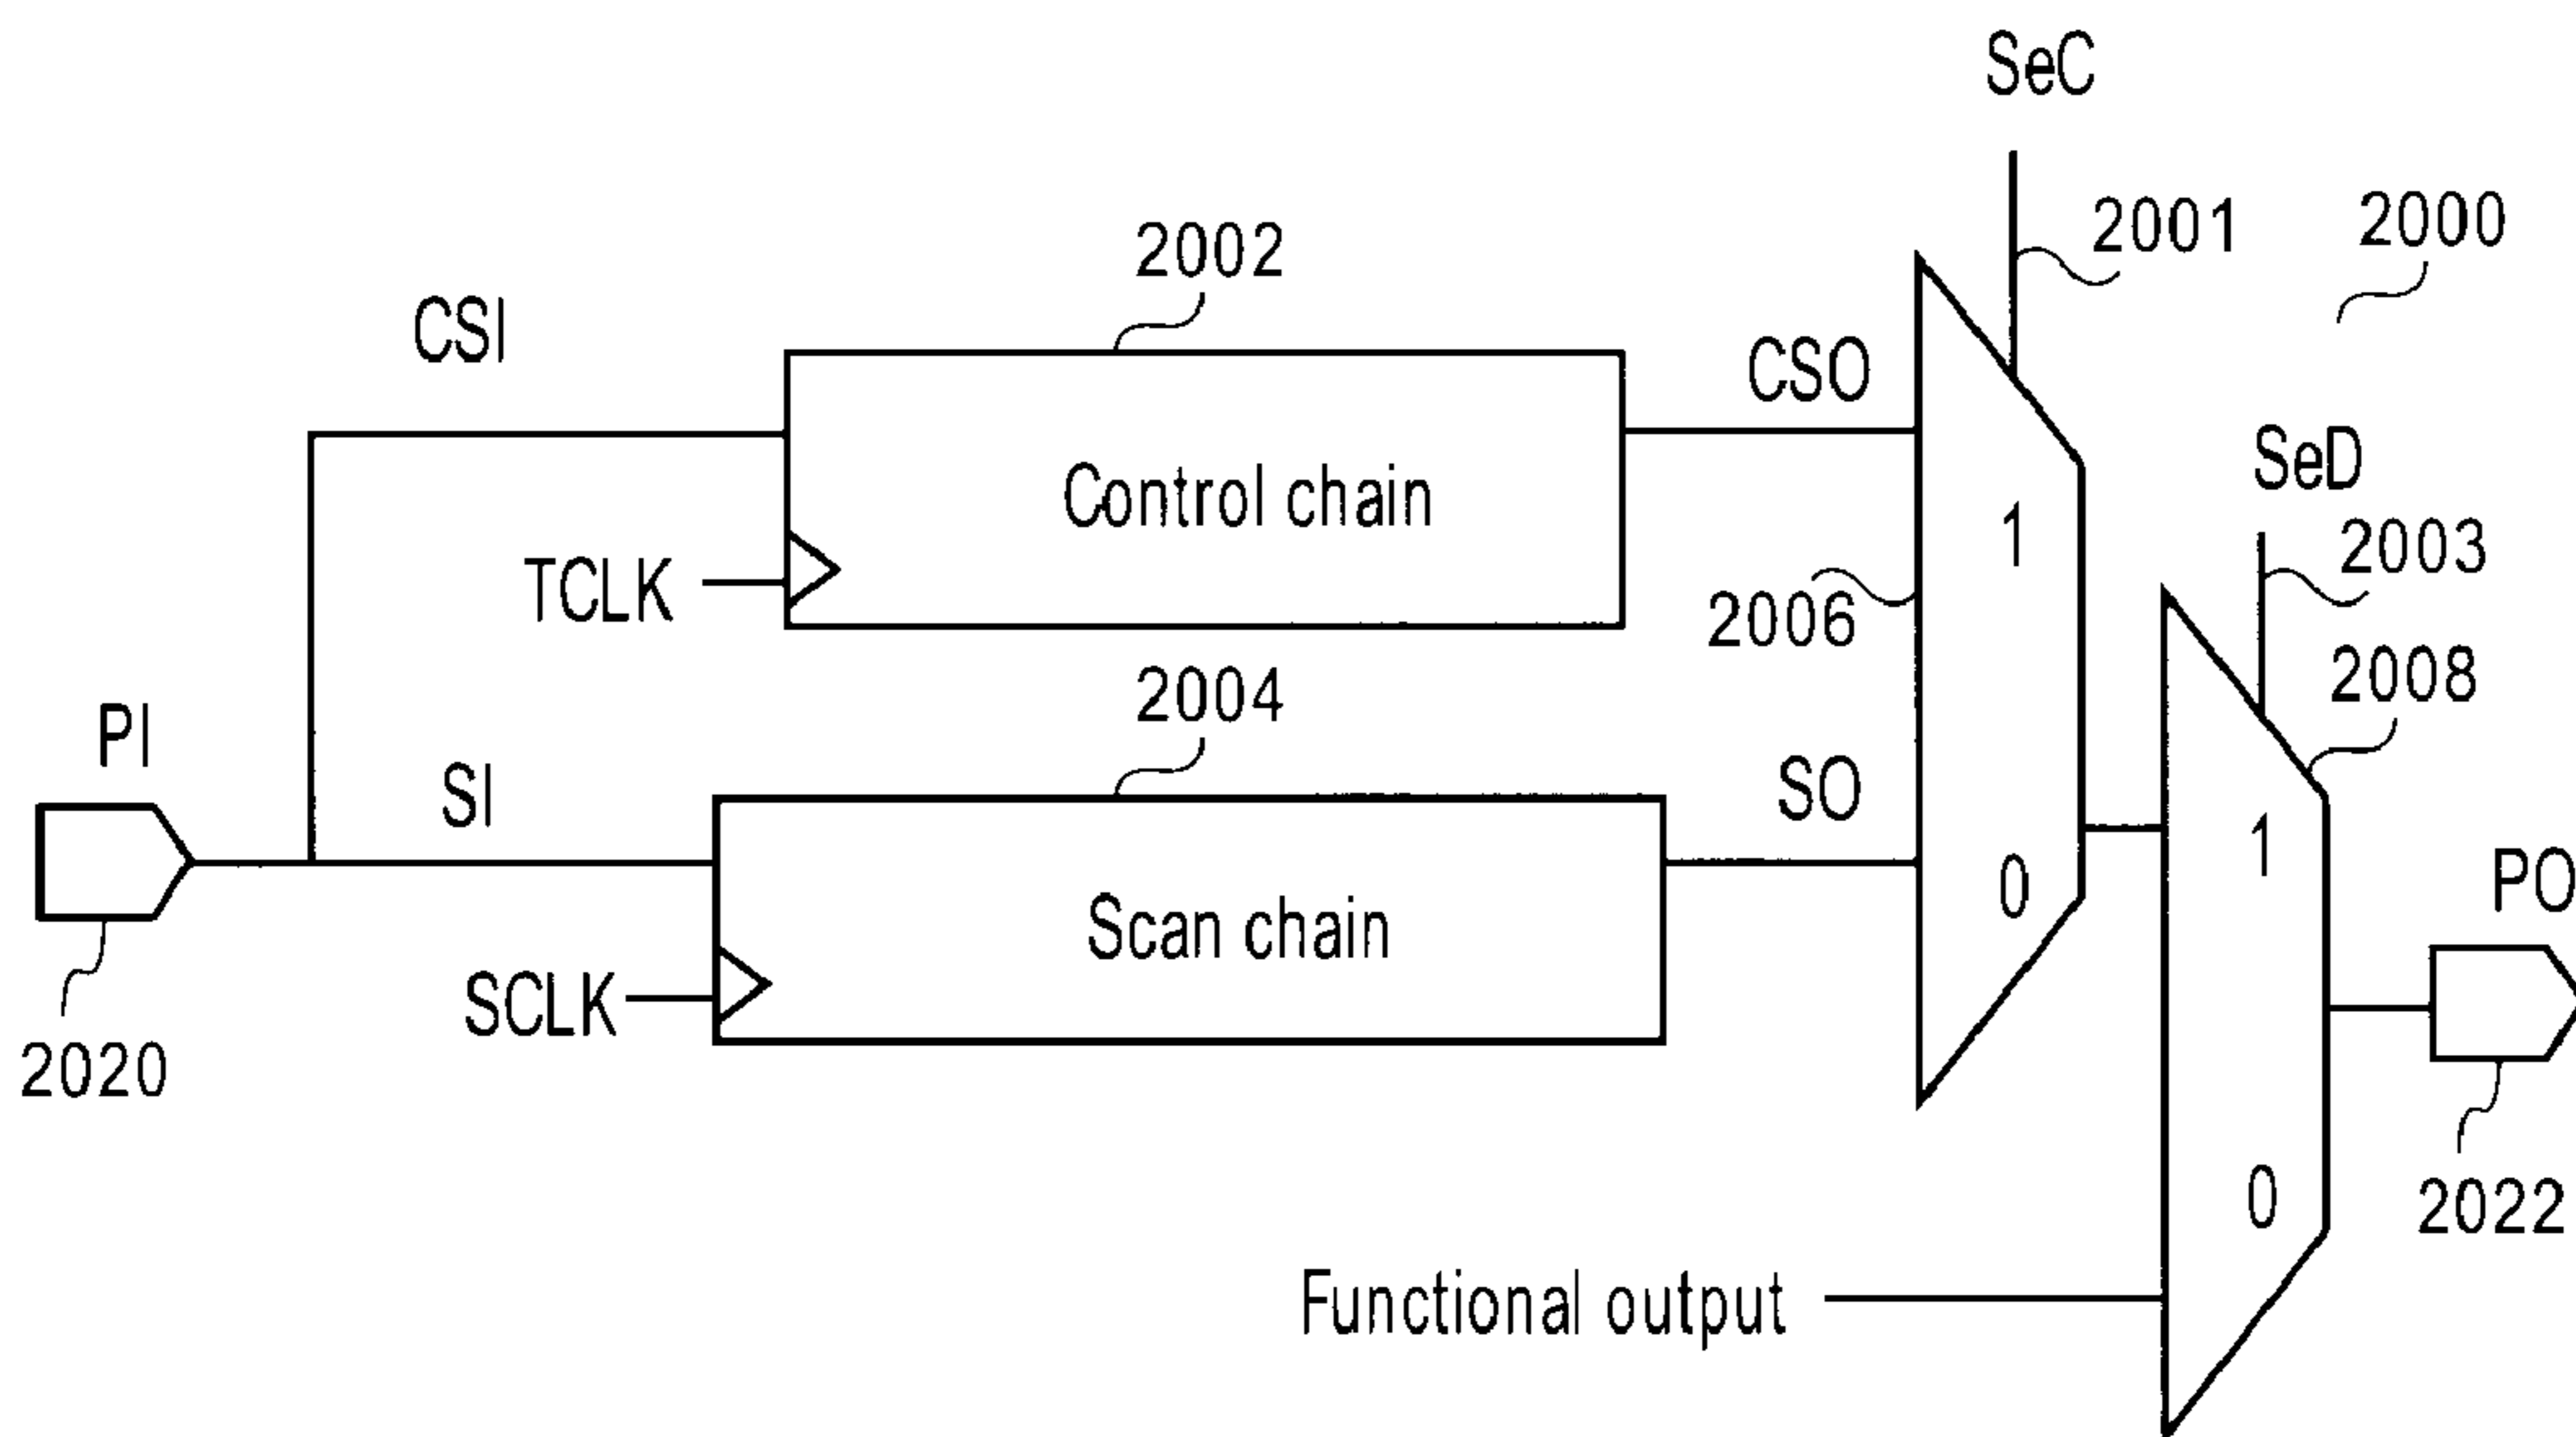 SeC
2001
2000
2002
CSI
CSO
SeD
2003
Control chain
1
TCLK
2006
2008
2004
PI
SI
SO
1
0
PO
Scan chain
SCLK
2020
0
2022
Functional output